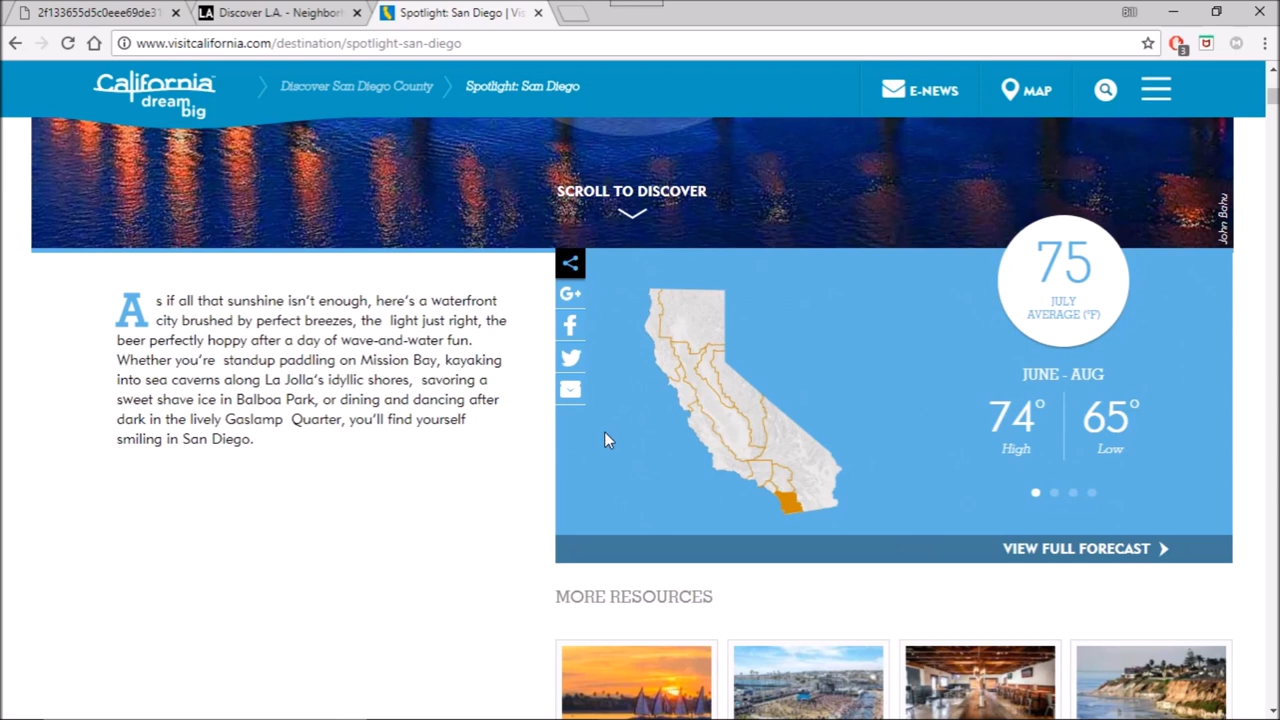 2f133655d5c0eee69de31
Discover L.A. - Neighbor
Spotlight: San Diego | Vis
Bill
www.visitcalifornia.com/destination/spotlight-san-diego
3
California
dream
big
Discover San Diego County
Spotlight: San Diego
E-NEWS
MAP
SCROLL TO DISCOVER
John Bahu
As if all that sunshine isn't enough, here's a waterfront
city brushed by perfect breezes, the light just right, the
beer perfectly hoppy after a day of wave-and-water fun.
Whether you're standup paddling on Mission Bay, kayaking
into sea caverns along La Jolla's idyllic shores, savoring a
sweet shave ice in Balboa Park, or dining and dancing after
dark in the lively Gaslamp Quarter, you'll find yourself
smiling in San Diego.
G+
75
JULY
AVERAGE (°F)
JUNE - AUG
74° 65°
High Low
VIEW FULL FORECAST
MORE RESOURCES